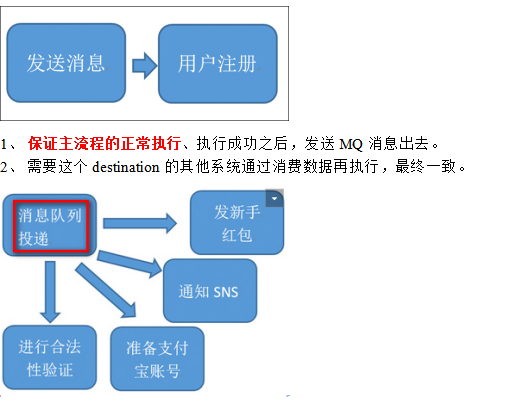 发送消息
用户注册
1、 保证主流程的正常执行、执行成功之后，发送 MQ 消息出去。
2、 需要这个 destination 的其他系统通过消费数据再执行，最终一致。
消息队列
投递
发新手
红包
通知 SNS
进行合法
性验证
准备支付
宝账号